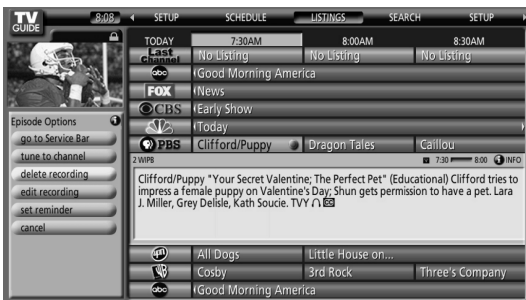 TV
GUIDE
8:08
SETUP SCHEDULE LISTINGS SEARCH SETUP
TODAY 7:30AM 8:00AM 8:30AM
Last
Channel
No Listing No Listing No Listing
abc Good Morning America
FOX News
CBS Early Show
NBC Today
PBS Clifford/Puppy Dragon Tales Caillou
Episode Options
go to Service Bar
tune to channel
delete recording
edit recording
set reminder
cancel
2 WIPB 7:30 8:00 INFO
Clifford/Puppy "Your Secret Valentine; The Perfect Pet" (Educational) Clifford tries to
impress a female puppy on Valentine's Day; Shun gets permission to have a pet. Lara
J. Miller, Grey Delisle, Kath Soucie. TVY CC
All Dogs Little House on...
WB Cosby 3rd Rock Three's Company
abc Good Morning America